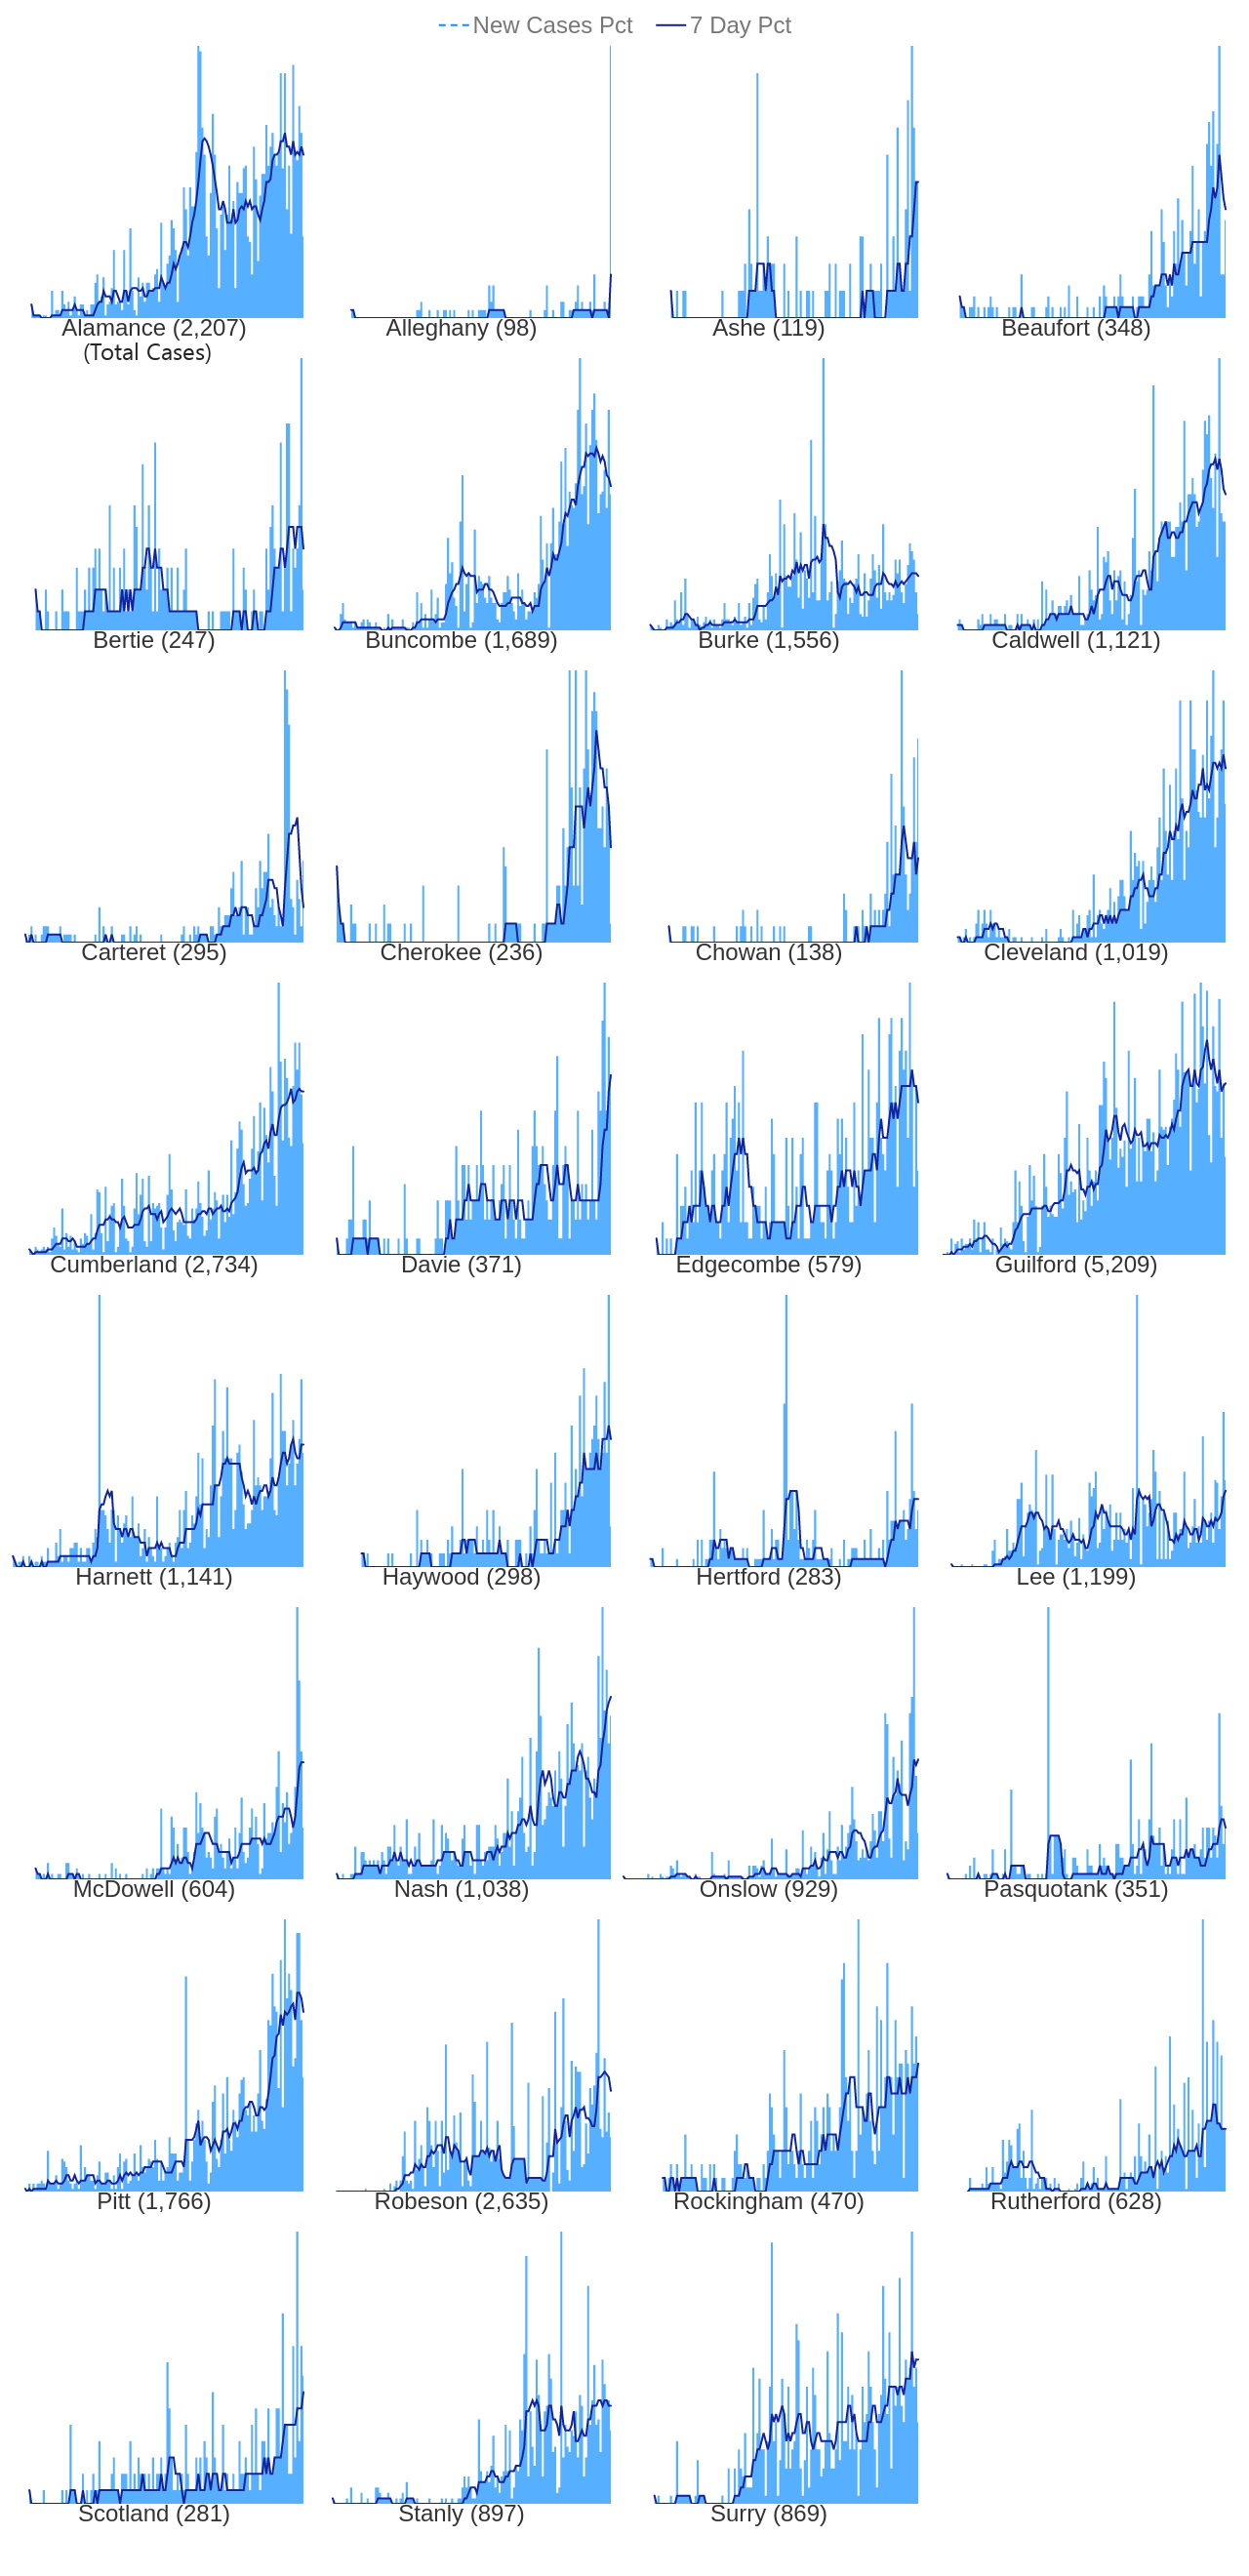 New Cases Pct 7 Day Pct
Alamance (2,207) Alleghany (98) Ashe (119) Beaufort (348)
(Total Cases)
Bertie (247) Buncombe (1,689) Burke (1,556) Caldwell (1,121)
Carteret (295) Cherokee (236) Chowan (138) Cleveland (1,019)
Cumberland (2,734) Davie (371) Edgecombe (579) Guilford (5,209)
Harnett (1,141) Haywood (298) Hertford (283) Lee (1,199)
McDowell (604) Nash (1,038) Onslow (929) Pasquotank (351)
Pitt (1,766) Robeson (2,635) Rockingham (470) Rutherford (628)
Scotland (281) Stanly (897) Surry (869)